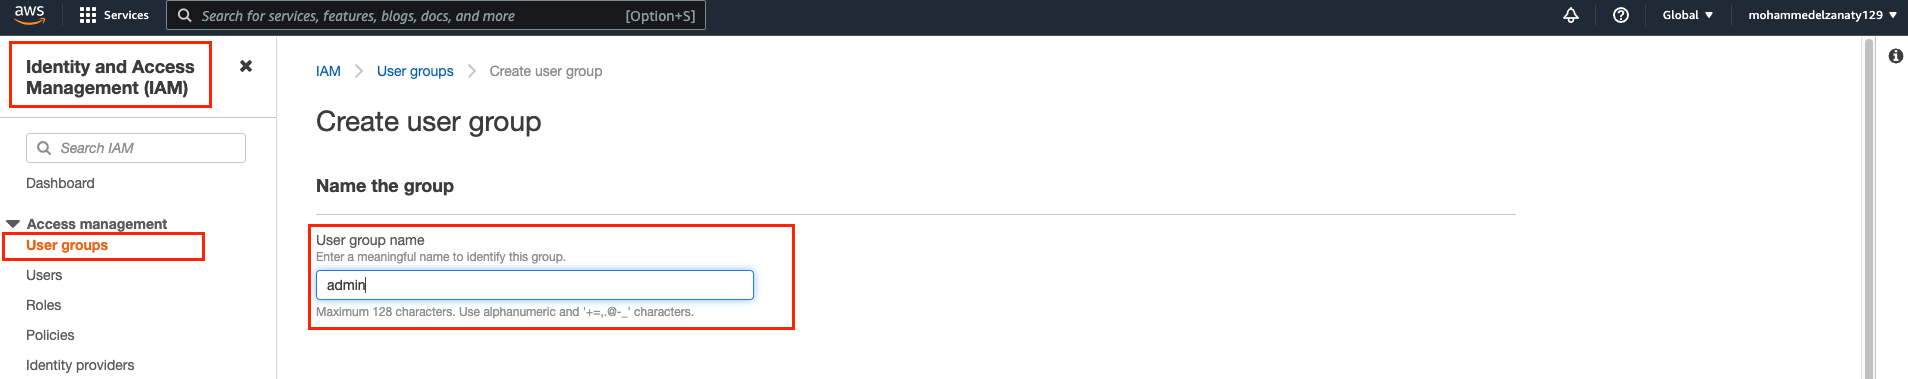 aws Services Search for services, features, blogs, docs, and more [Option+S] Global mohammedelzanaty129
Identity and Access
Management (IAM)
Search IAM
Dashboard
Access management
User groups
Users
Roles
Policies
Identity providers
IAM User groups Create user group
Create user group
Name the group
User group name
Enter a meaningful name to identify this group.
admin
Maximum 128 characters. Use alphanumeric and '+=,.@-_' characters.